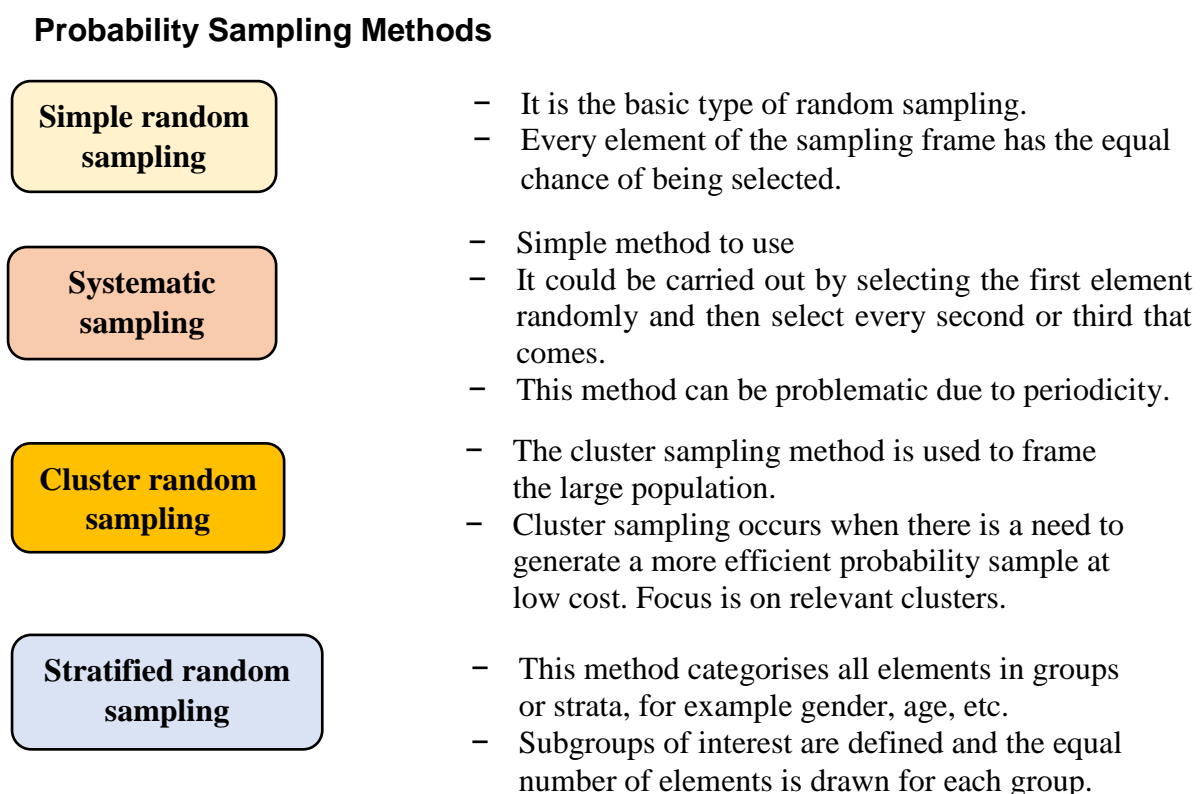 Probability Sampling Methods
Simple random
sampling
− It is the basic type of random sampling.
− Every element of the sampling frame has the equal
chance of being selected.
Systematic
sampling
− Simple method to use
− It could be carried out by selecting the first element
randomly and then select every second or third that
comes.
− This method can be problematic due to periodicity.
Cluster random
sampling
− The cluster sampling method is used to frame
the large population.
− Cluster sampling occurs when there is a need to
generate a more efficient probability sample at
low cost. Focus is on relevant clusters.
Stratified random
sampling
− This method categorises all elements in groups
or strata, for example gender, age, etc.
− Subgroups of interest are defined and the equal
number of elements is drawn for each group.